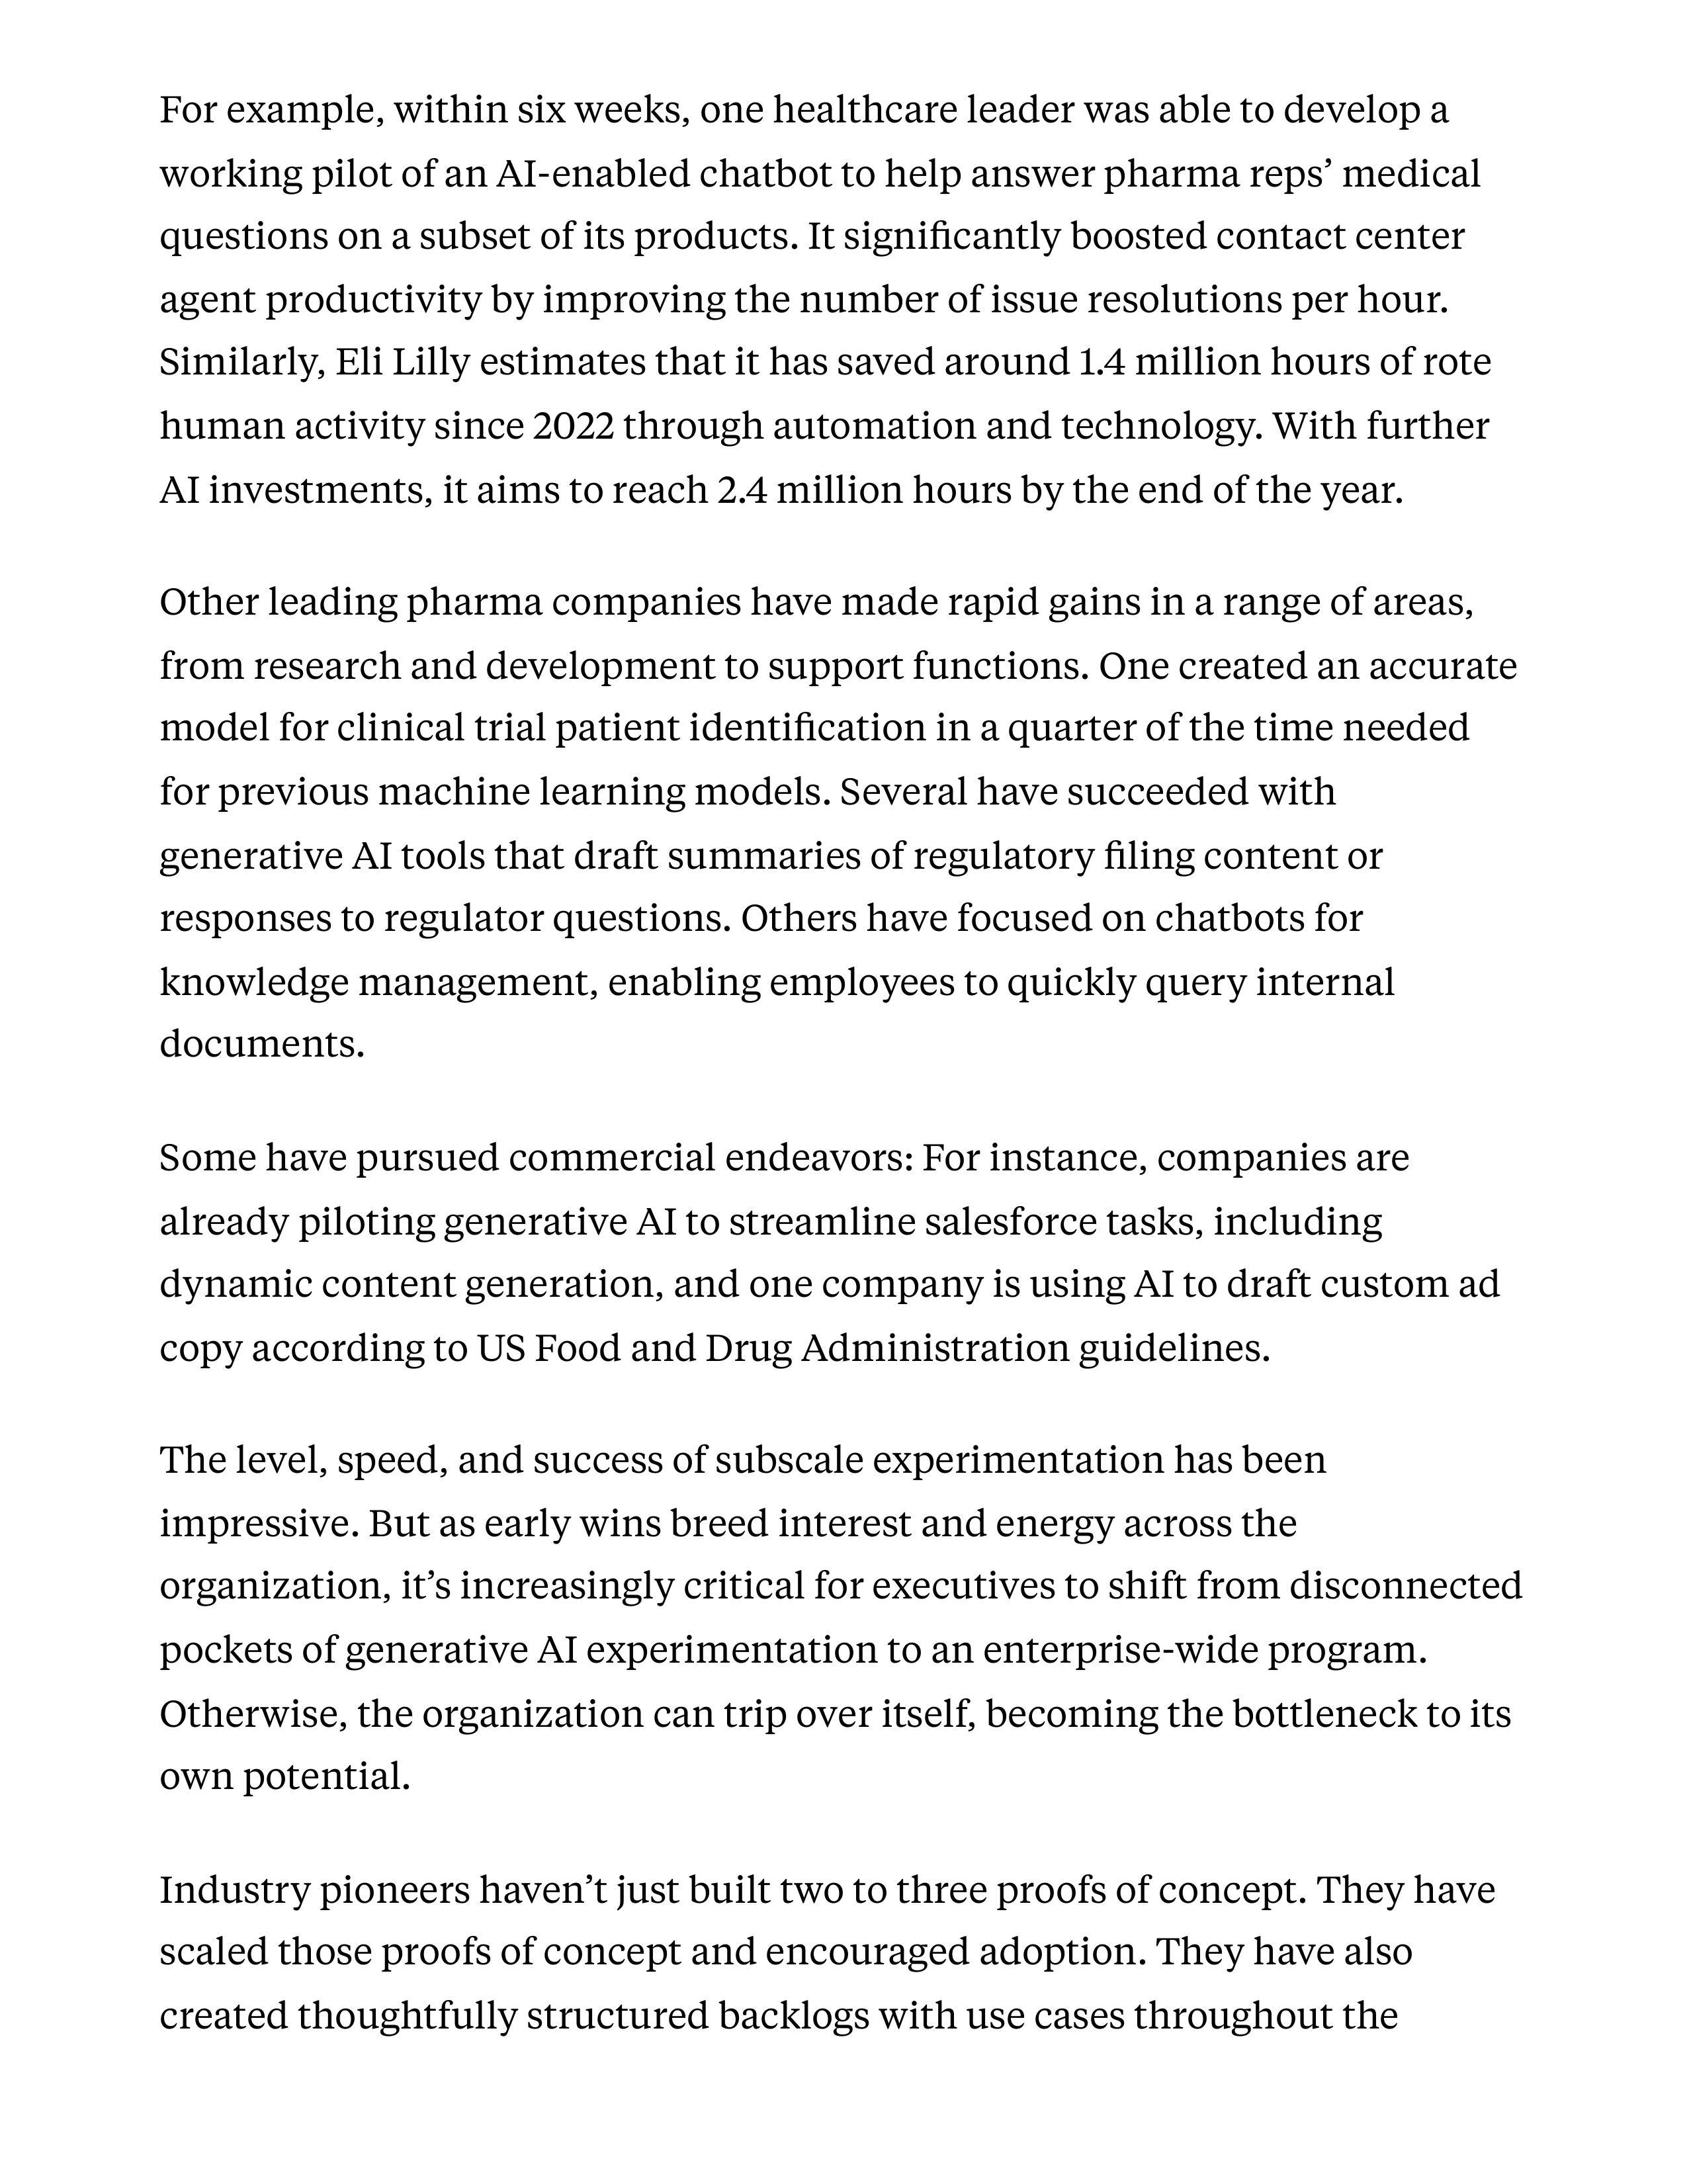 For example, within six weeks, one healthcare leader was able to develop a
working pilot of an AI-enabled chatbot to help answer pharma reps’ medical
questions on a subset of its products. It significantly boosted contact center
agent productivity by improving the number of issue resolutions per hour.
Similarly, Eli Lilly estimates that it has saved around 1.4 million hours of rote
human activity since 2022 through automation and technology. With further
AI investments, it aims to reach 2.4 million hours by the end of the year.
Other leading pharma companies have made rapid gains in a range of areas,
from research and development to support functions. One created an accurate
model for clinical trial patient identification in a quarter of the time needed
for previous machine learning models. Several have succeeded with
generative AI tools that draft summaries of regulatory filing content or
responses to regulator questions. Others have focused on chatbots for
knowledge management, enabling employees to quickly query internal
documents.
Some have pursued commercial endeavors: For instance, companies are
already piloting generative AI to streamline salesforce tasks, including
dynamic content generation, and one company is using AI to draft custom ad
copy according to US Food and Drug Administration guidelines.
The level, speed, and success of subscale experimentation has been
impressive. But as early wins breed interest and energy across the
organization, it’s increasingly critical for executives to shift from disconnected
pockets of generative AI experimentation to an enterprise-wide program.
Otherwise, the organization can trip over itself, becoming the bottleneck to its
own potential.
Industry pioneers haven’t just built two to three proofs of concept. They have
scaled those proofs of concept and encouraged adoption. They have also
created thoughtfully structured backlogs with use cases throughout the